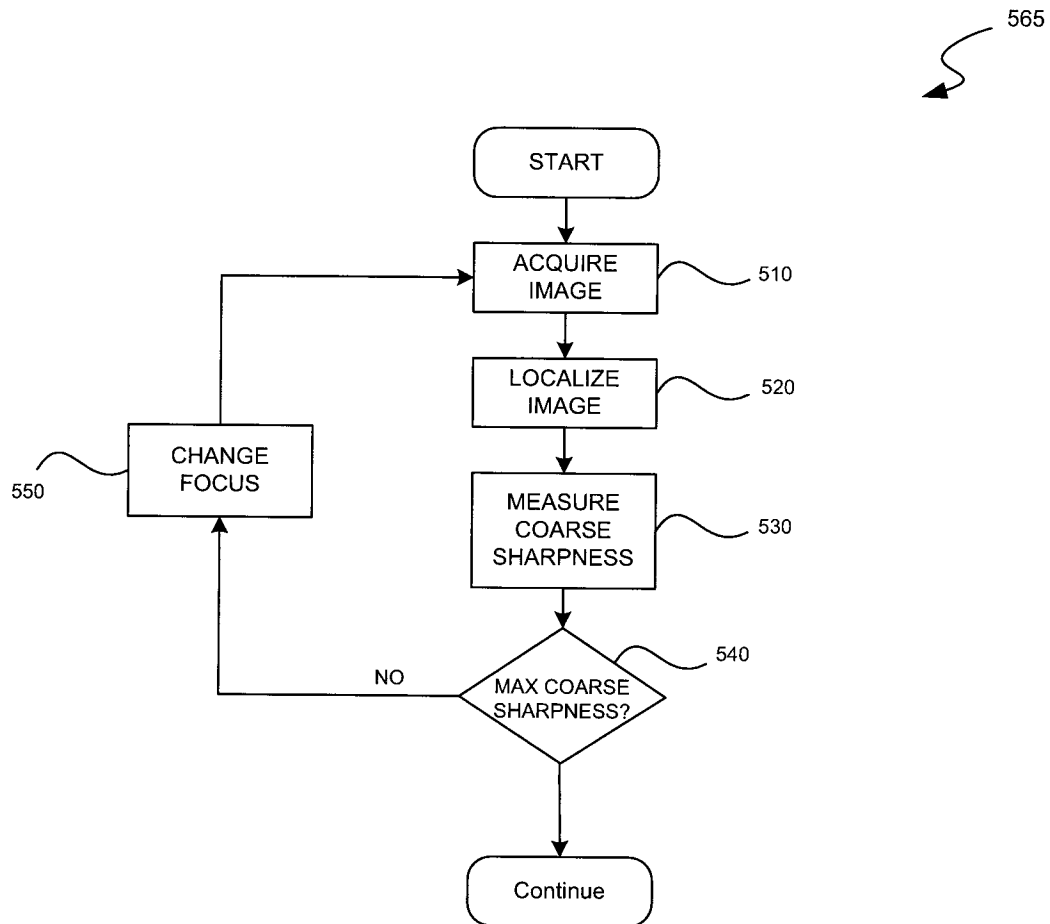 565
START
ACQUIRE
IMAGE
510
LOCALIZE
IMAGE
520
CHANGE
FOCUS
550
MEASURE
COARSE
SHARPNESS
530
540
NO
MAX COARSE
SHARPNESS?
Continue